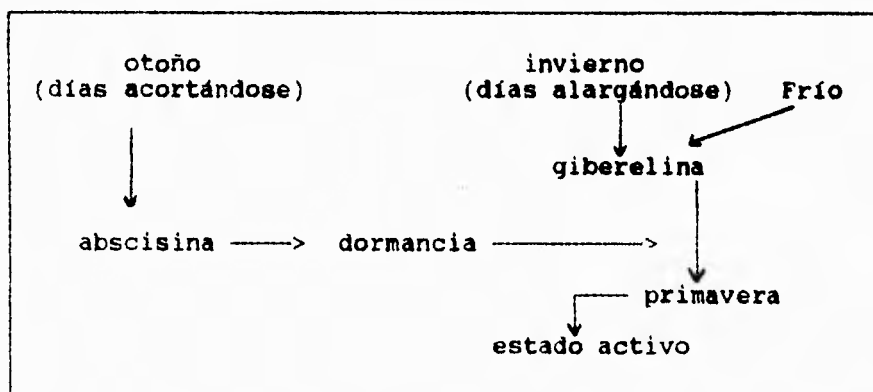 otoño invierno
(días acortándose) (días alargándose) Frío
giberelina
abscisina ----> dormancia ----------->
primavera
estado activo